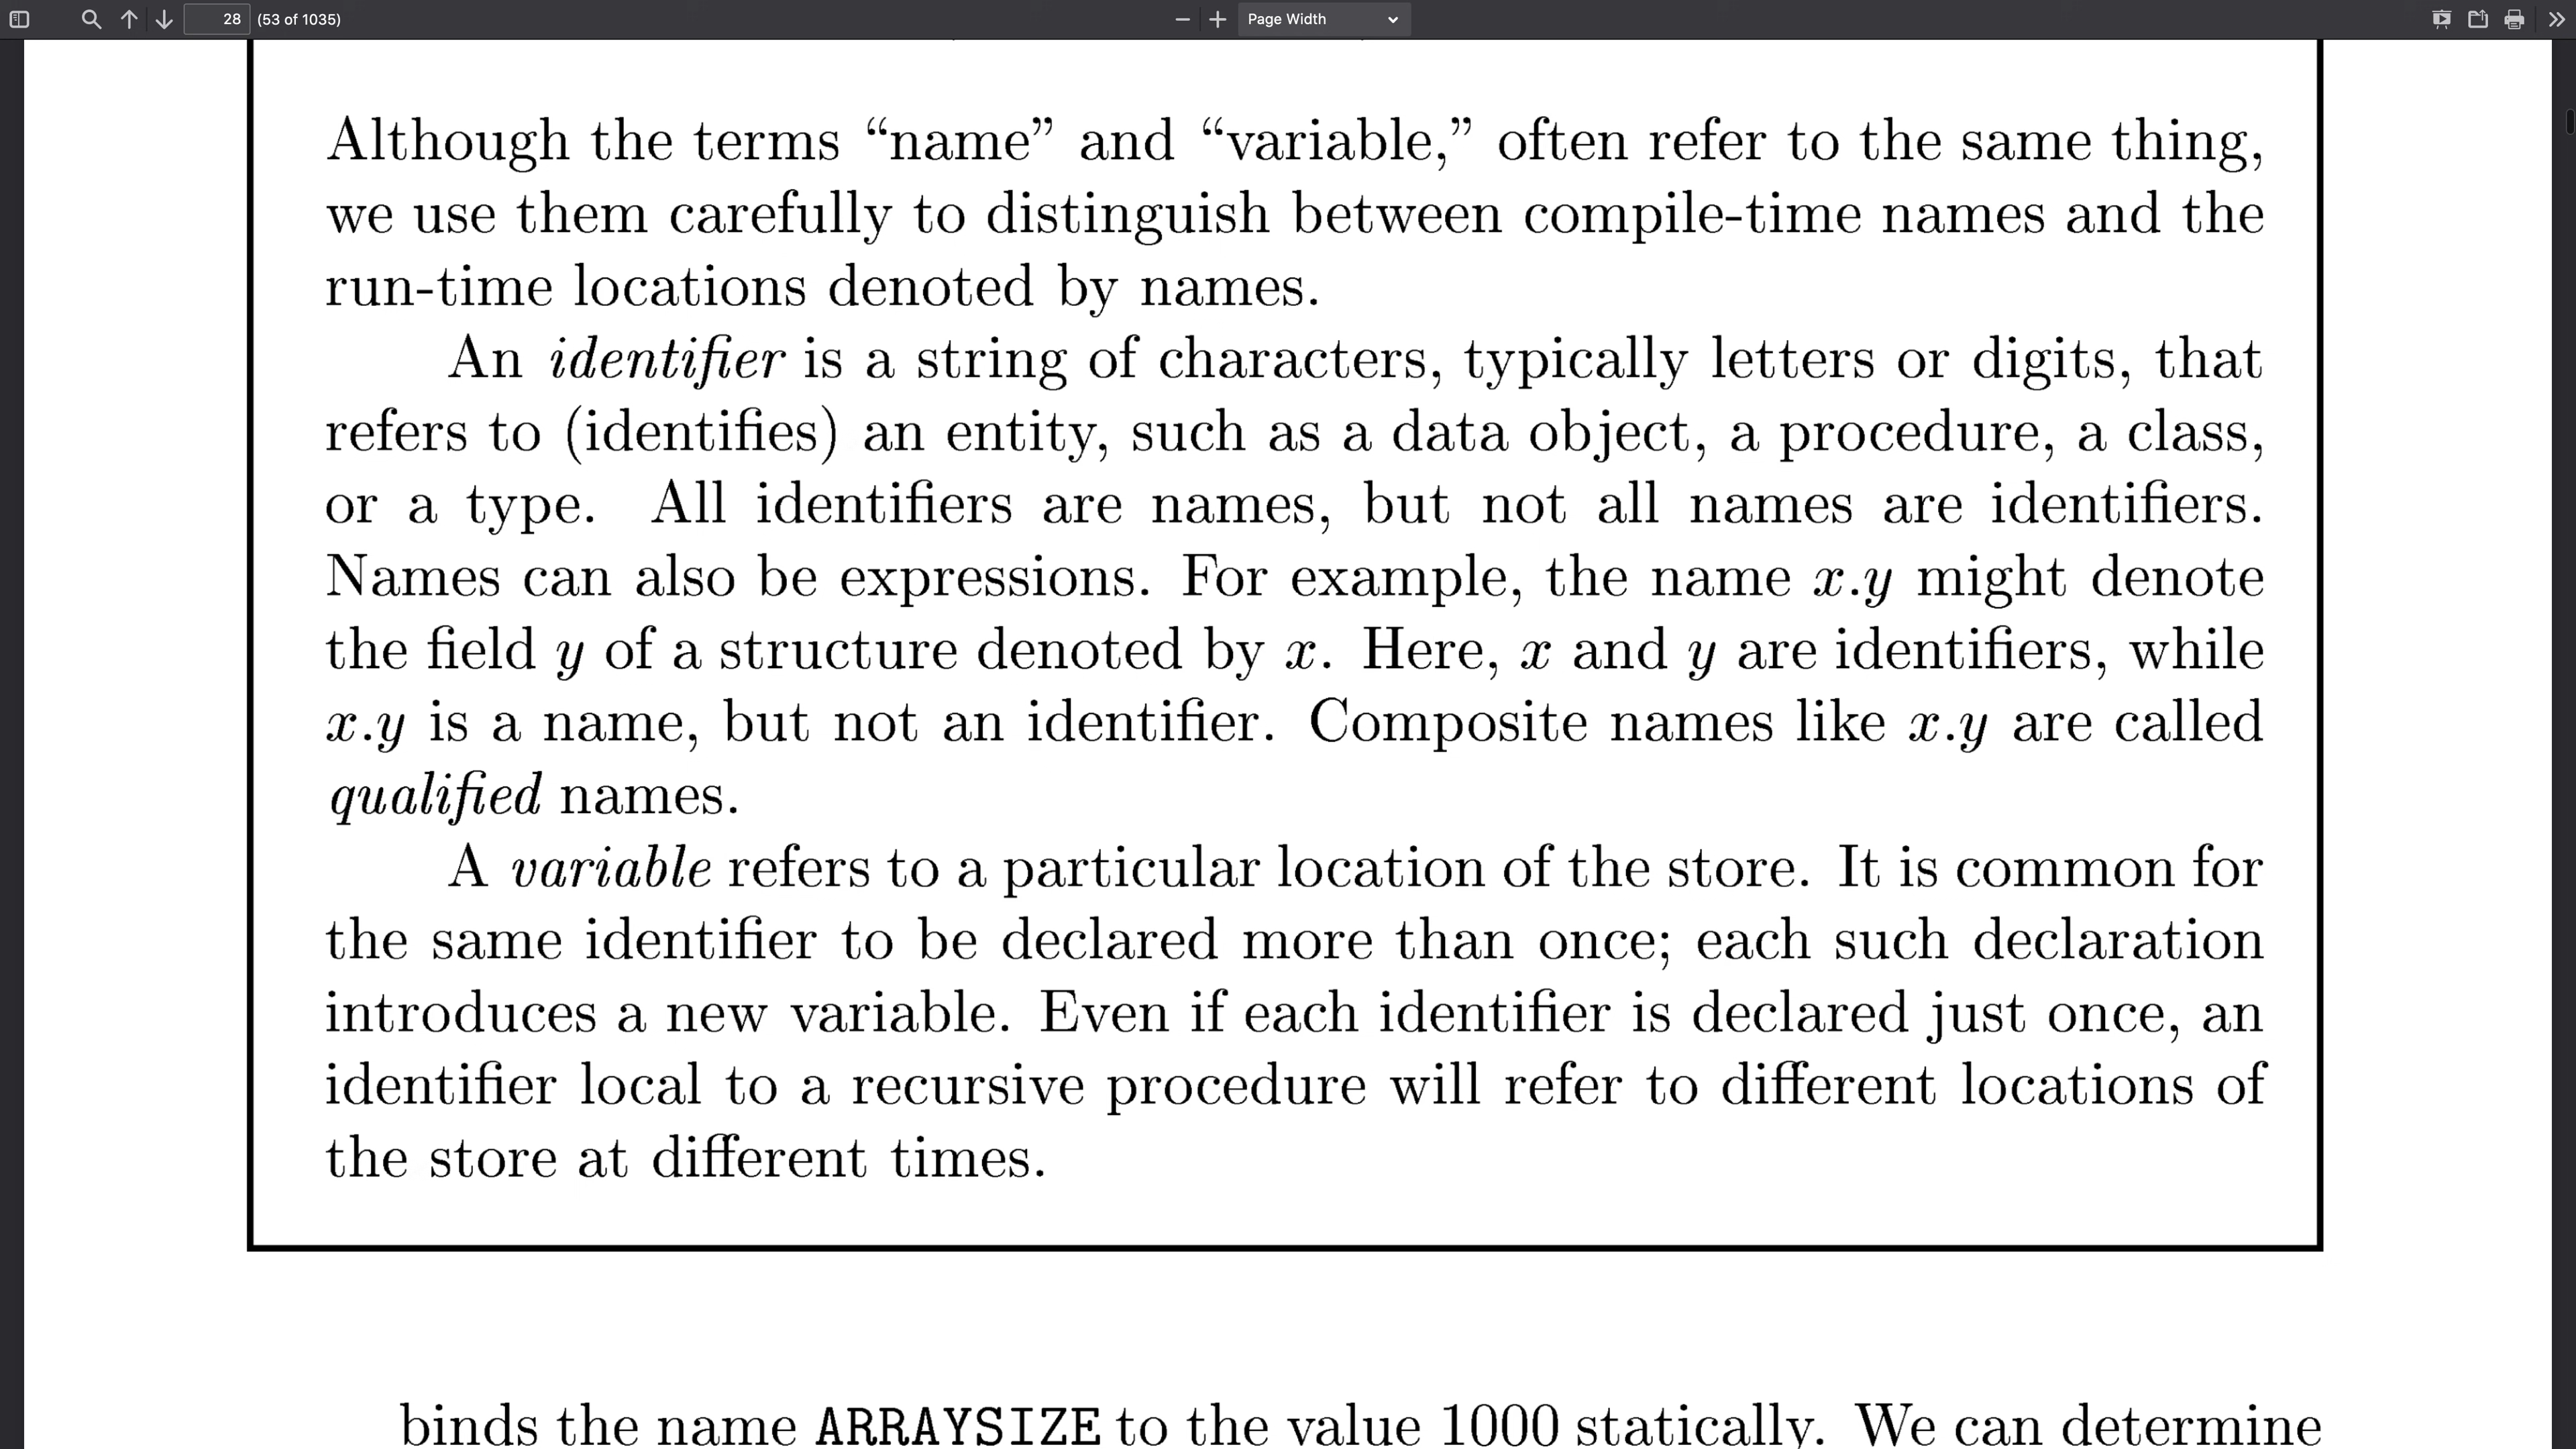 28 (53 of 1035) Page Width
Although the terms “name” and “variable,” often refer to the same thing,
we use them carefully to distinguish between compile-time names and the
run-time locations denoted by names.
An identifier is a string of characters, typically letters or digits, that
refers to (identifies) an entity, such as a data object, a procedure, a class,
or a type. All identifiers are names, but not all names are identifiers.
Names can also be expressions. For example, the name x.y might denote
the field y of a structure denoted by x. Here, x and y are identifiers, while
x.y is a name, but not an identifier. Composite names like x.y are called
qualified names.
A variable refers to a particular location of the store. It is common for
the same identifier to be declared more than once; each such declaration
introduces a new variable. Even if each identifier is declared just once, an
identifier local to a recursive procedure will refer to different locations of
the store at different times.
binds the name ARRAYSIZE to the value 1000 statically. We can determine